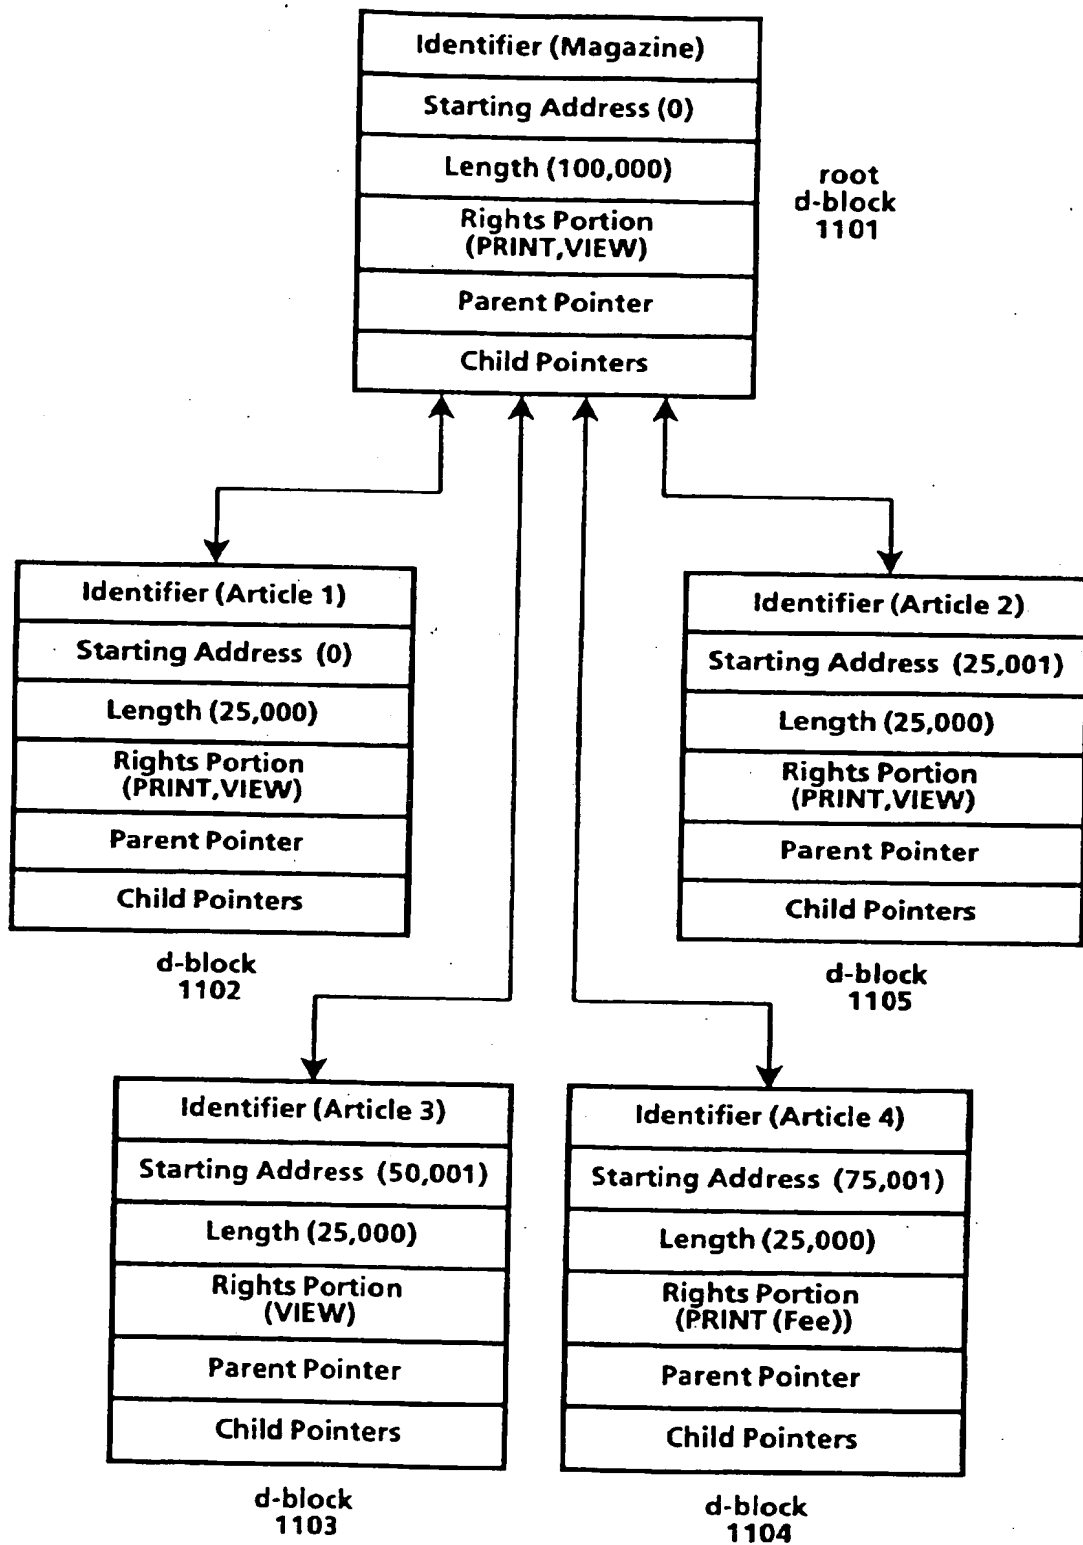 Identifier (Magazine)
Starting Address (0)
Length (100,000)
Rights Portion
(PRINT,VIEW)
Parent Pointer
Child Pointers
root
d-block
1101
Identifier (Article 1)
Starting Address (0)
Length (25,000)
Rights Portion
(PRINT,VIEW)
Parent Pointer
Child Pointers
d-block
1102
Identifier (Article 2)
Starting Address (25,001)
Length (25,000)
Rights Portion
(PRINT,VIEW)
Parent Pointer
Child Pointers
d-block
1105
Identifier (Article 3)
Starting Address (50,001)
Length (25,000)
Rights Portion
(VIEW)
Parent Pointer
Child Pointers
d-block
1103
Identifier (Article 4)
Starting Address (75,001)
Length (25,000)
Rights Portion
(PRINT (Fee))
Parent Pointer
Child Pointers
d-block
1104